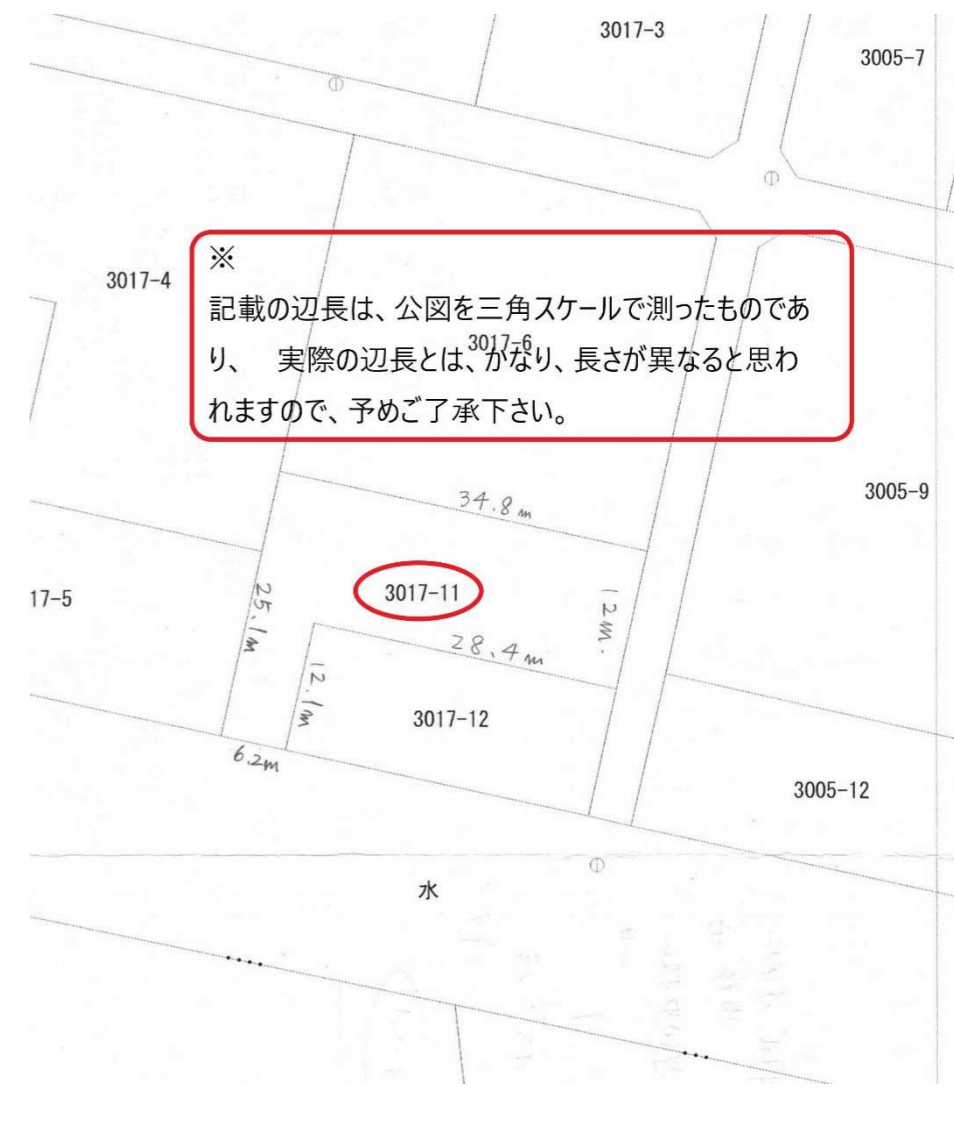 3017-3
3005-7
3017-4
※
記載の辺長は、公図を三角スケールで測ったものであ
り、　実際の辺長とは、かなり、長さが異なると思わ
れますので、予めご了承下さい。
3017-6
3005-9
34.8m
17-5
25.1m
3017-11
12m.
28.4m
12.1m
3017-12
6.2m
3005-12
水